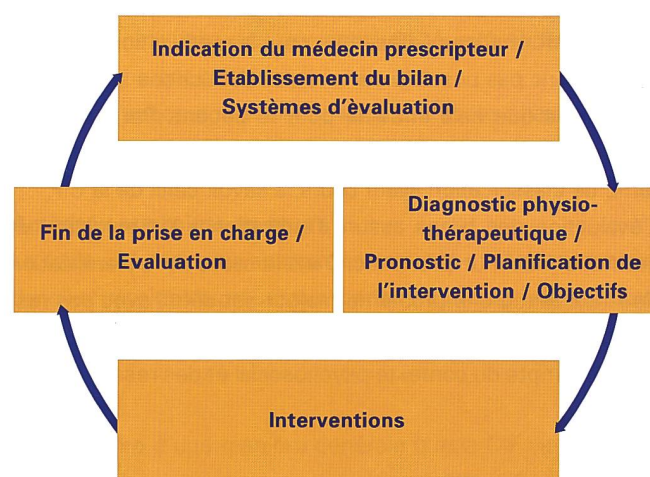 Indication du médecin prescripteur /
Etablissement du bilan /
Systèmes d'èvaluation
Diagnostic physio-
thérapeutique /
Pronostic / Planification de
l'intervention / Objectifs
Fin de la prise en charge /
Evaluation
Interventions